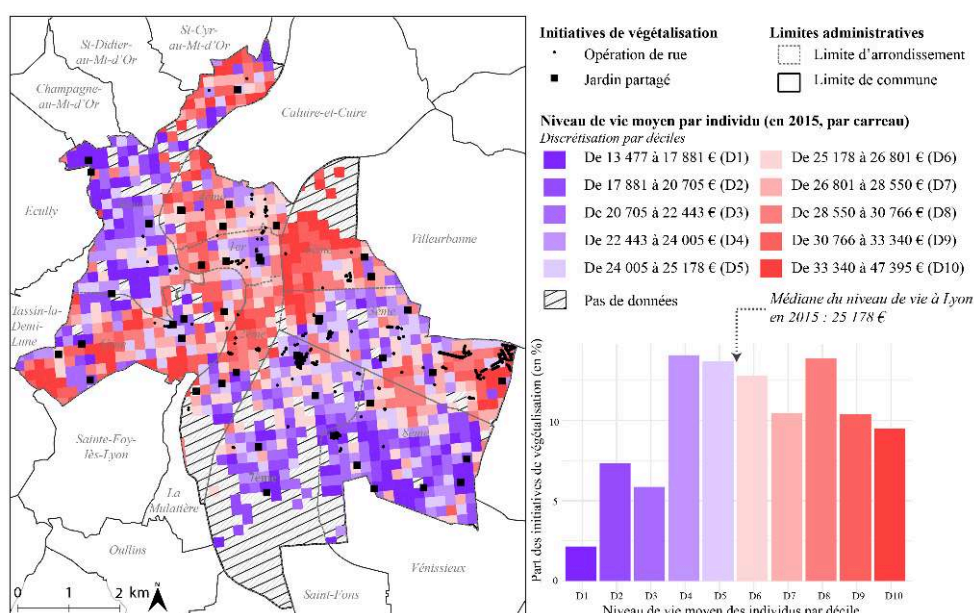 St-Cyr-
au-Mt-d'Or
St-Didier-
au-Mt-d'Or
Champagne-
au-Mt-d'Or
Caluire-et-Cuire
Ecully
Villeurbanne
1er
Tassin-la-
Demi-
Lune
3ème
8ème
7ème
Sainte-Foy-
lès-Lyon
La
Mulatière
Oullins
Saint-Fons
Vénissieux
0 1 2 km
N
Initiatives de végétalisation
Opération de rue
Jardin partagé
Limites administratives
Limite d'arrondissement
Limite de commune
Niveau de vie moyen par individu (en 2015, par carreau)
Discrétisation par déciles
De 13 477 à 17 881 € (D1)
De 17 881 à 20 705 € (D2)
De 20 705 à 22 443 € (D3)
De 22 443 à 24 005 € (D4)
De 24 005 à 25 178 € (D5)
De 25 178 à 26 801 € (D6)
De 26 801 à 28 550 € (D7)
De 28 550 à 30 766 € (D8)
De 30 766 à 33 340 € (D9)
De 33 340 à 47 395 € (D10)
Pas de données
Médiane du niveau de vie à Lyon
en 2015 : 25 178 €
Part des initiatives de végétalisation (en %)
10
5
0
D1 D2 D3 D4 D5 D6 D7 D8 D9 D10
Niveau de vie moyen des individus par décile